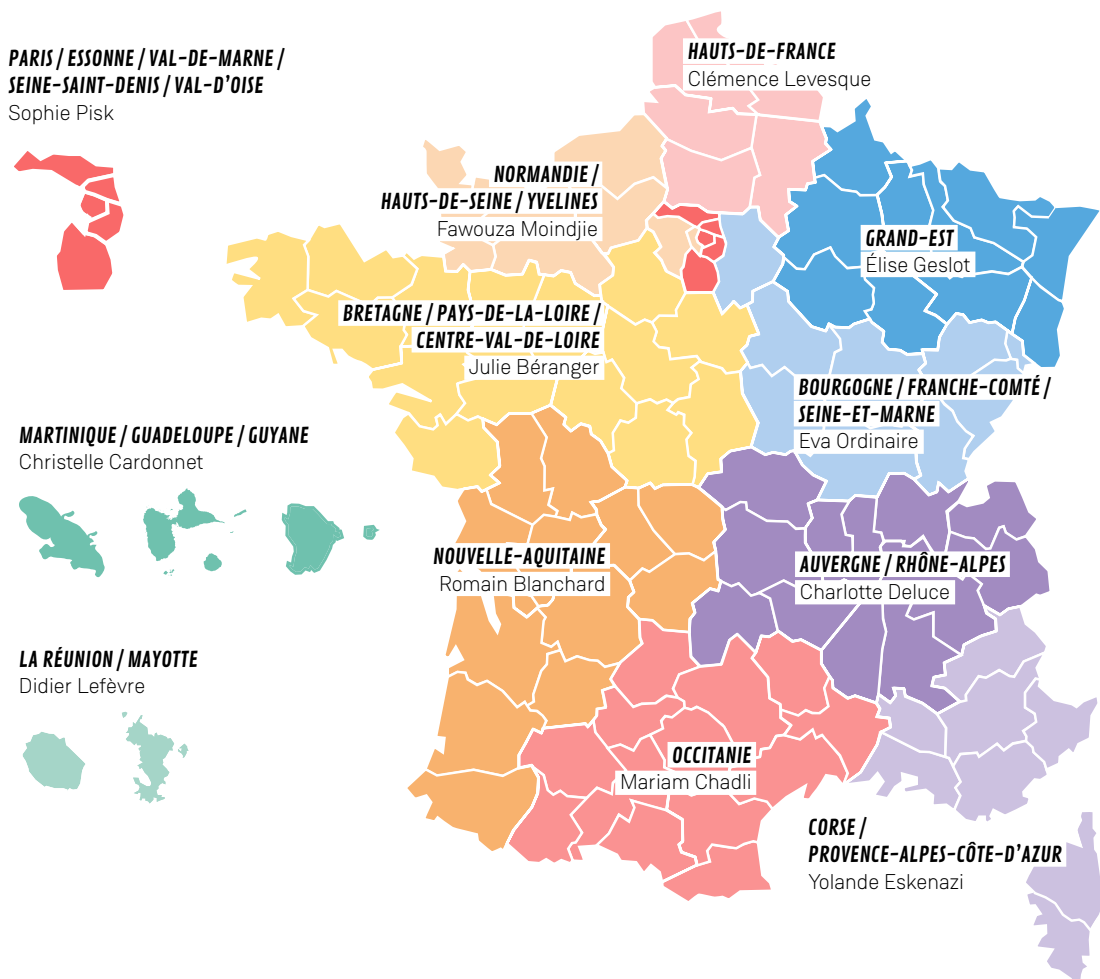 PARIS / ESSONNE / VAL-DE-MARNE /
SEINE-SAINT-DENIS / VAL-D'OISE
Sophie Pisk
HAUTS-DE-FRANCE
Clémence Levesque
NORMANDIE /
HAUTS-DE-SEINE / YVELINES
Fawouza Moindjie
GRAND-EST
Élise Geslot
BRETAGNE / PAYS-DE-LA-LOIRE /
CENTRE-VAL-DE-LOIRE
Julie Béranger
BOURGOGNE / FRANCHE-COMTÉ /
SEINE-ET-MARNE
Eva Ordinaire
MARTINIQUE / GUADELOUPE / GUYANE
Christelle Cardonnet
NOUVELLE-AQUITAINE
Romain Blanchard
AUVERGNE / RHÔNE-ALPES
Charlotte Deluce
LA RÉUNION / MAYOTTE
Didier Lefèvre
OCCITANIE
Mariam Chadli
CORSE /
PROVENCE-ALPES-CÔTE-D'AZUR
Yolande Eskenazi